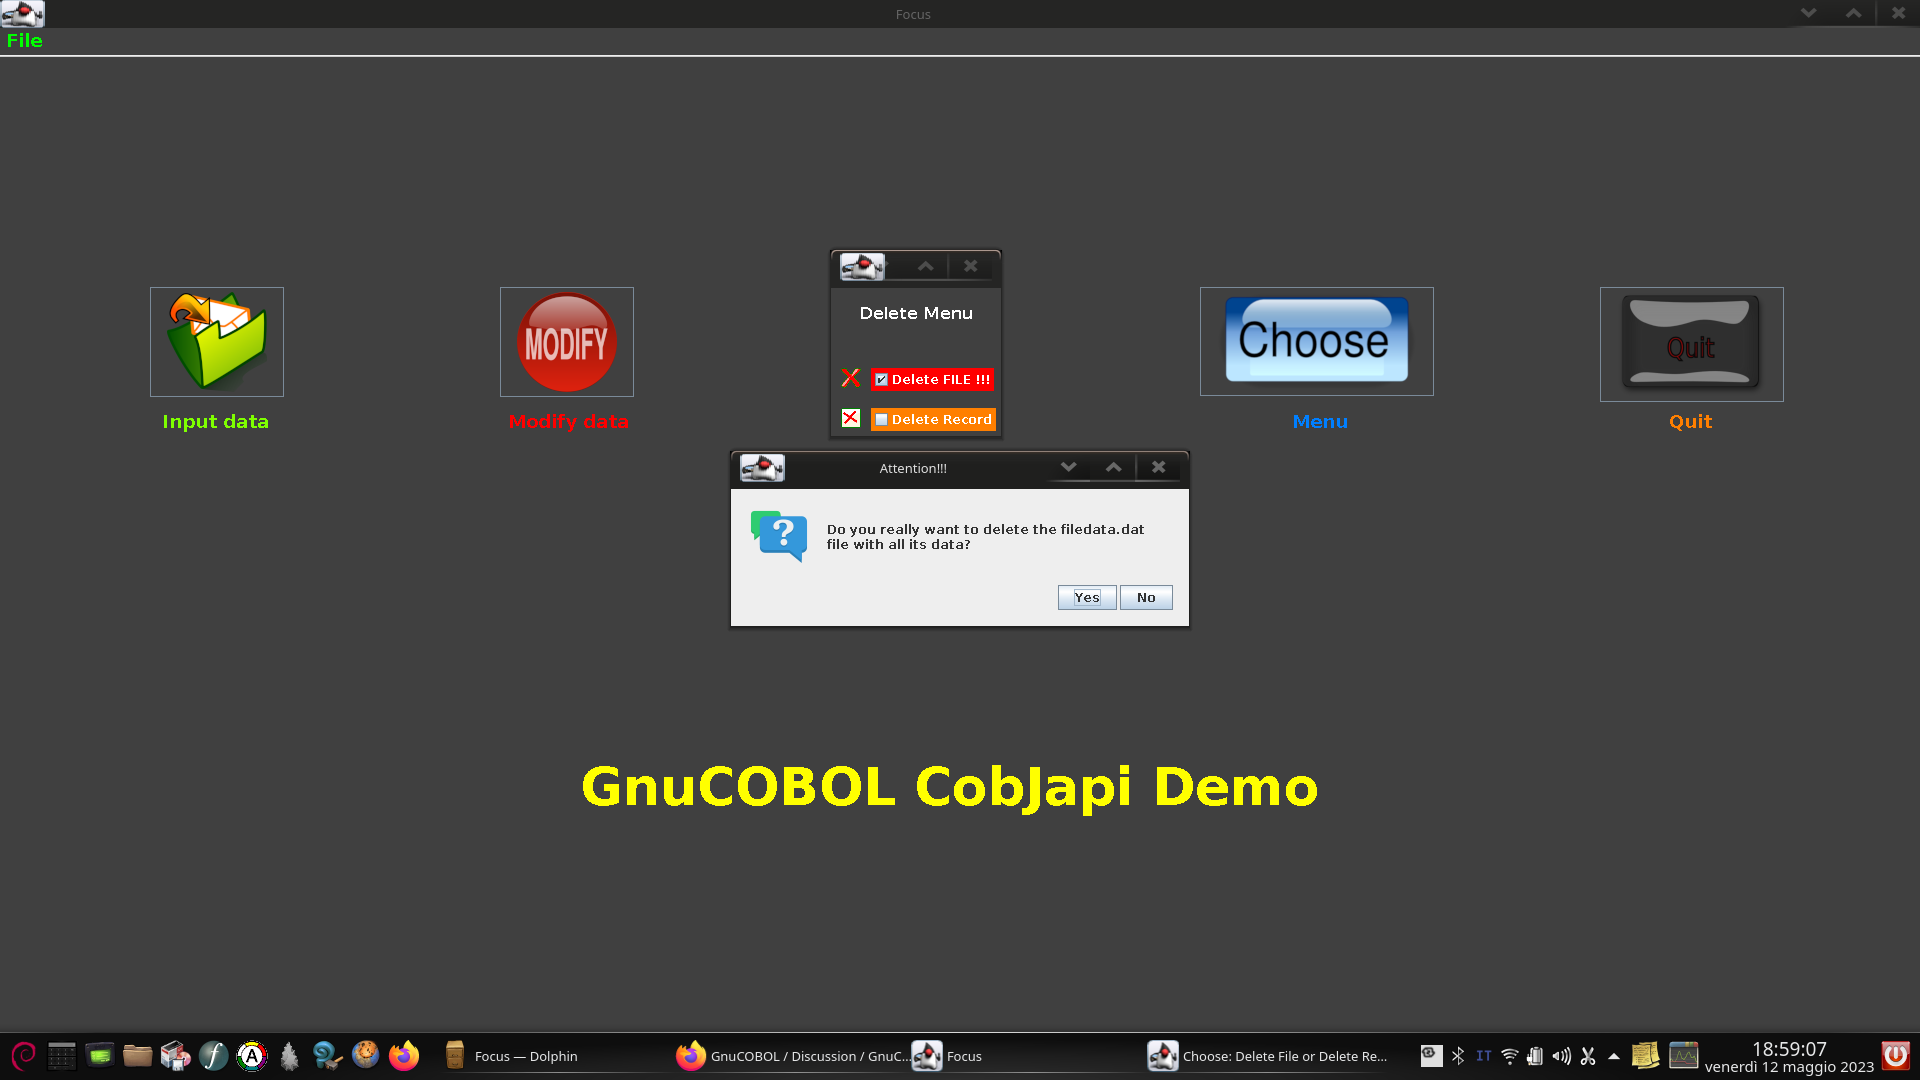 Focus
File
Delete Menu
MODIFY
Choose
Quit
Delete FILE !!!
Delete Record
Input data
Modify data
Menu
Quit
Attention!!!
Do you really want to delete the filedata.dat
file with all its data?
Yes
No
GnuCOBOL CobJapi Demo
Focus — Dolphin
GnuCOBOL / Discussion / GnuC...
Focus
Choose: Delete File or Delete Re...
IT
18:59:07
venerdì 12 maggio 2023